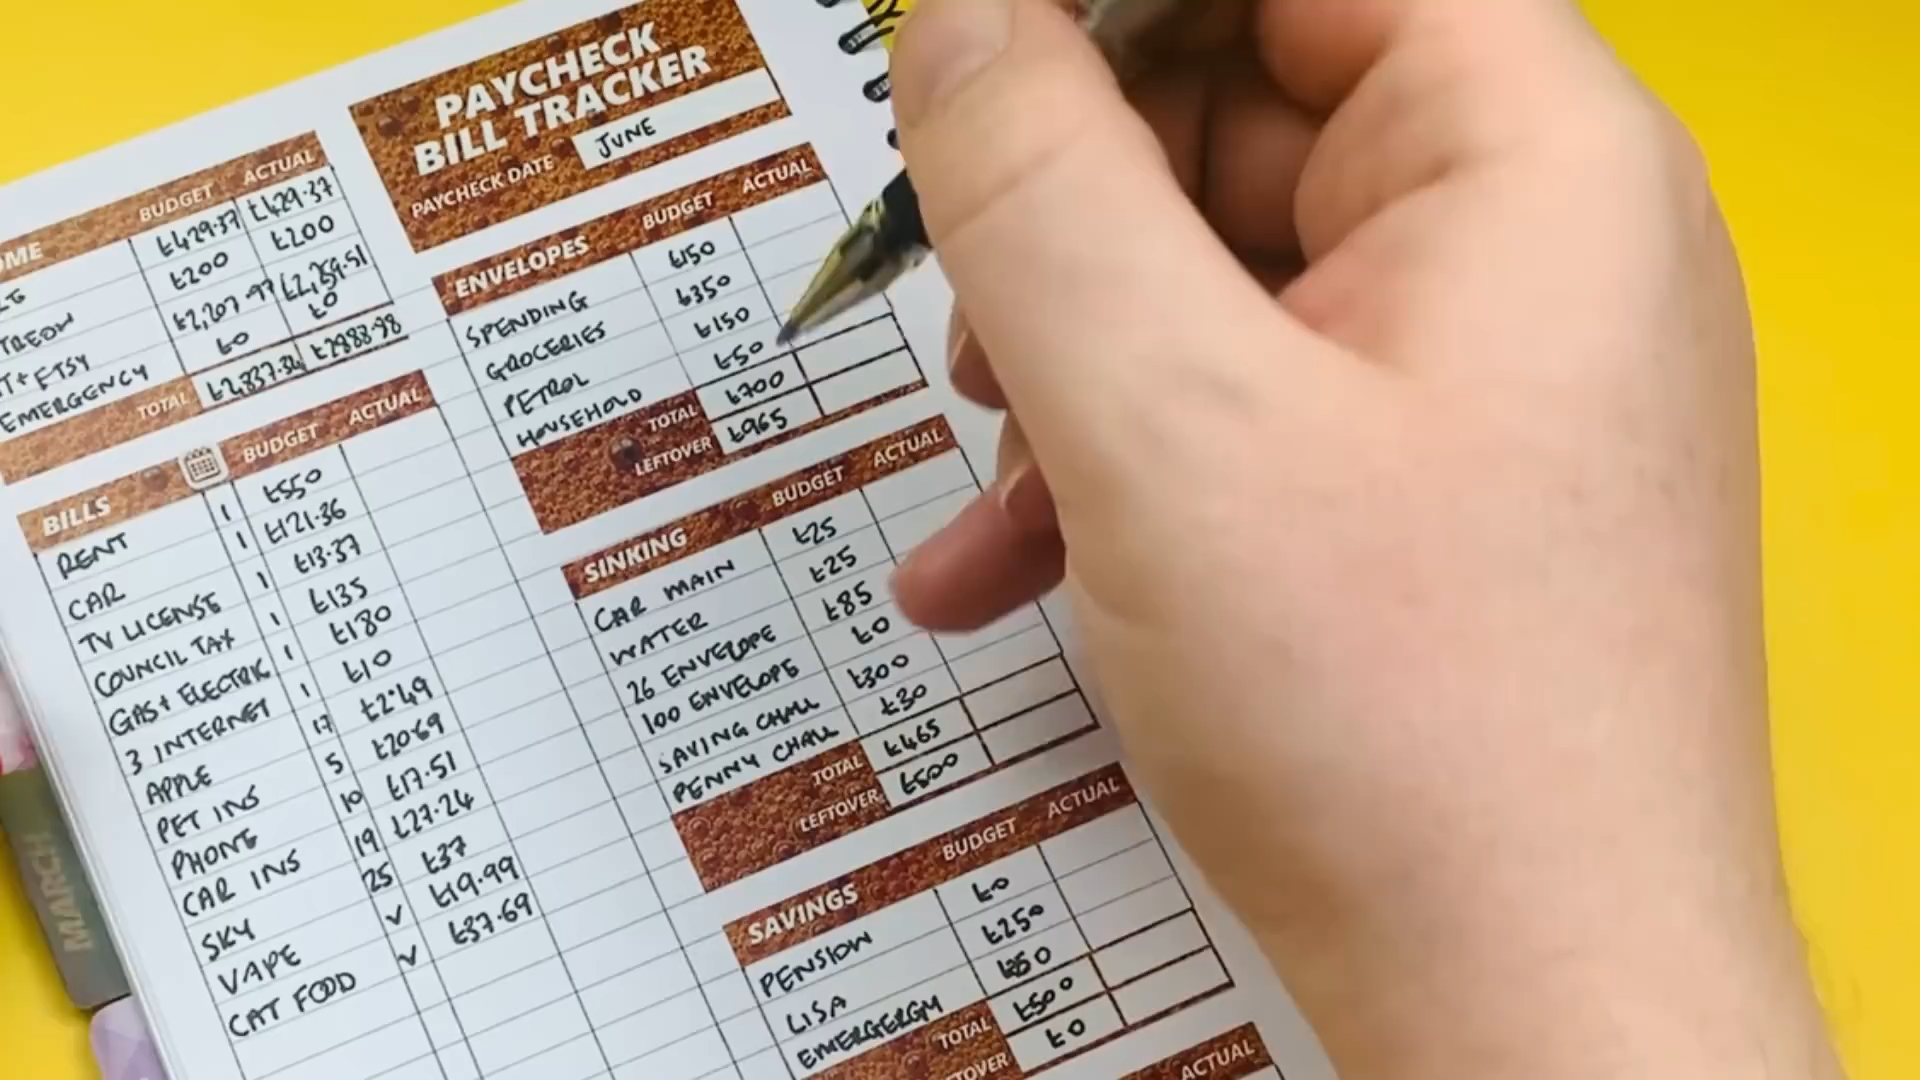 PAYCHECK
BILL TRACKER
PAYCHECK DATE JUNE
BUDGET ACTUAL
£429.37 £429.37
£200 £200
£2,207.97 £2,259.51
T+ FTSY £0 £0
EMERGENCY
TOTAL £2,837.34 £2888.98
BILLS BUDGET ACTUAL
RENT 1 £550
CAR 1 £121.36
TV LICENSE 1 £13.37
COUNCIL TAX 1 £135
GAS + ELECTRIC 1 £180
3 INTERNET 1 £10
APPLE 17 £2.49
PET INS 5 £20.69
PHONE 10 £17.51
CAR INS 19 £27.24
SKY 25 £37
VAPE ✓ £19.99
CAT FOOD ✓ £37.69
ENVELOPES BUDGET ACTUAL
SPENDING £150
GROCERIES £350
PETROL £150
HOUSEHOLD £50
TOTAL £700
LEFTOVER £965
SINKING BUDGET ACTUAL
CAR MAIN £25
WATER £25
26 ENVELOPE £85
100 ENVELOPE £0
SAVING CHALL £300
PENNY CHALL £30
TOTAL £465
LEFTOVER £500
SAVINGS BUDGET ACTUAL
PENSION £0
LISA £250
EMERGERGM
TOTAL £500
£0
ACTUAL
MARCH